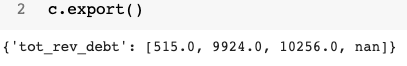 2 c.export()
{'tot_rev_debt': [515.0, 9924.0, 10256.0, nan]}